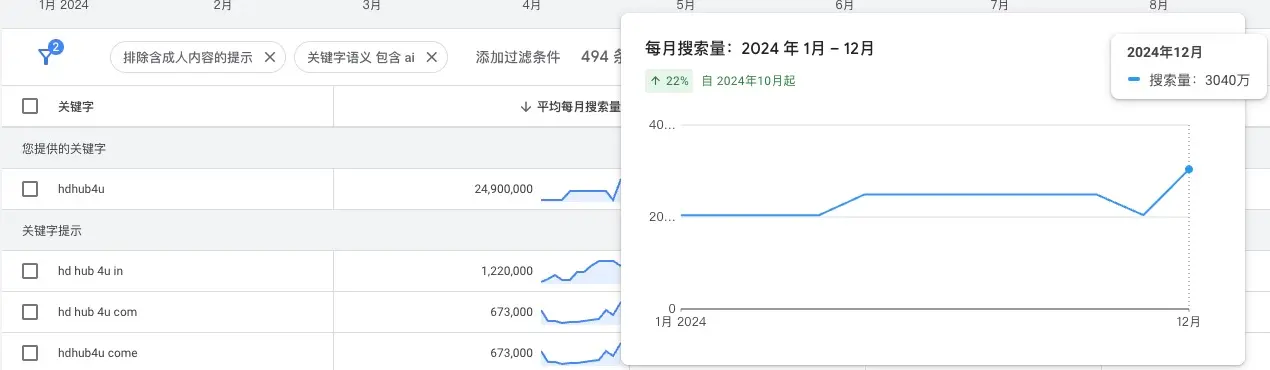 1月 2024
2月
3月
4月
5月
6月
7月
8月
2
排除含成人内容的提示
关键字语义 包含 ai
添加过滤条件
494
关键字
平均每月搜索量
您提供的关键字
hdhub4u
24,900,000
关键字提示
hd hub 4u in
1,220,000
hd hub 4u com
673,000
hdhub4u come
673,000
每月搜索量：2024 年 1月 – 12月
22% 自 2024年10月起
2024年12月
搜索量：3040万
40...
20...
0
1月 2024
12月